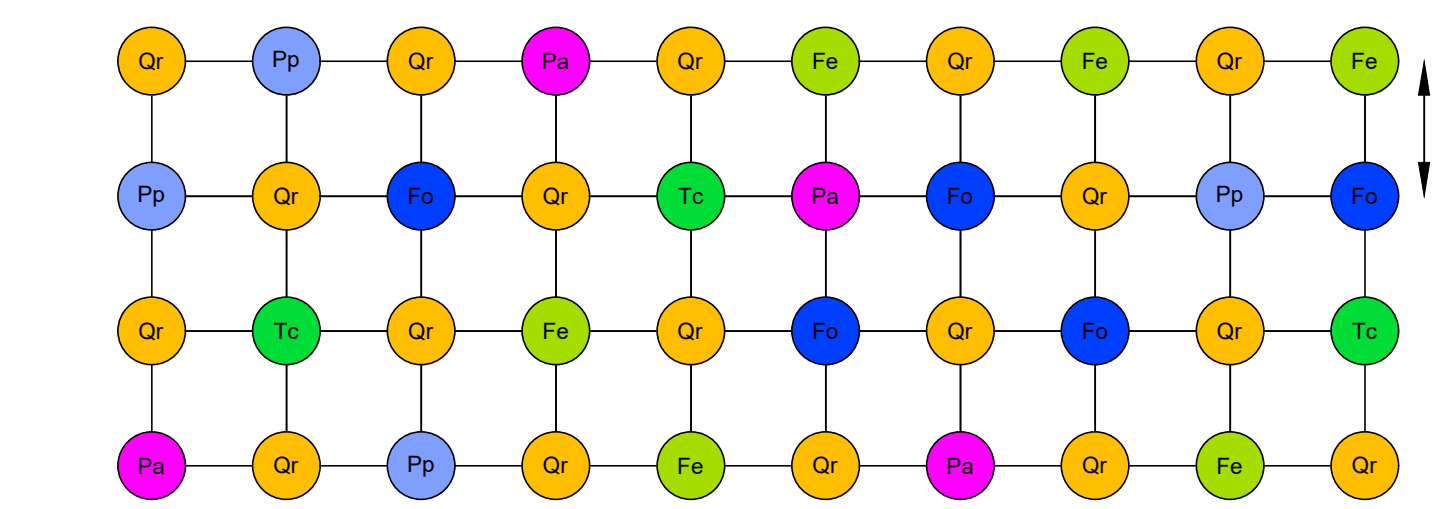 Qr Pp Qr Pa Qr Fe Qr Fe Qr Fe
Pp Qr Fo Qr Tc Pa Fo Qr Pp Fo
Qr Tc Qr Fe Qr Fo Qr Fo Qr Tc
Pa Qr Pp Qr Fe Qr Pa Qr Fe Qr